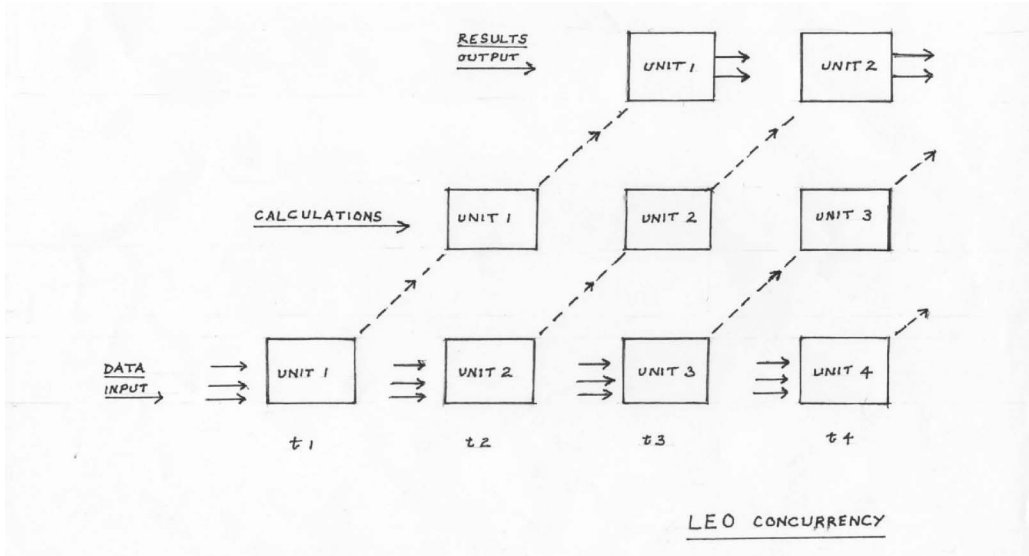 RESULTS
OUTPUT
UNIT 1
UNIT 2
CALCULATIONS
UNIT 1
UNIT 2
UNIT 3
DATA
INPUT
UNIT 1
UNIT 2
UNIT 3
UNIT 4
t1
t2
t3
t4
LEO CONCURRENCY